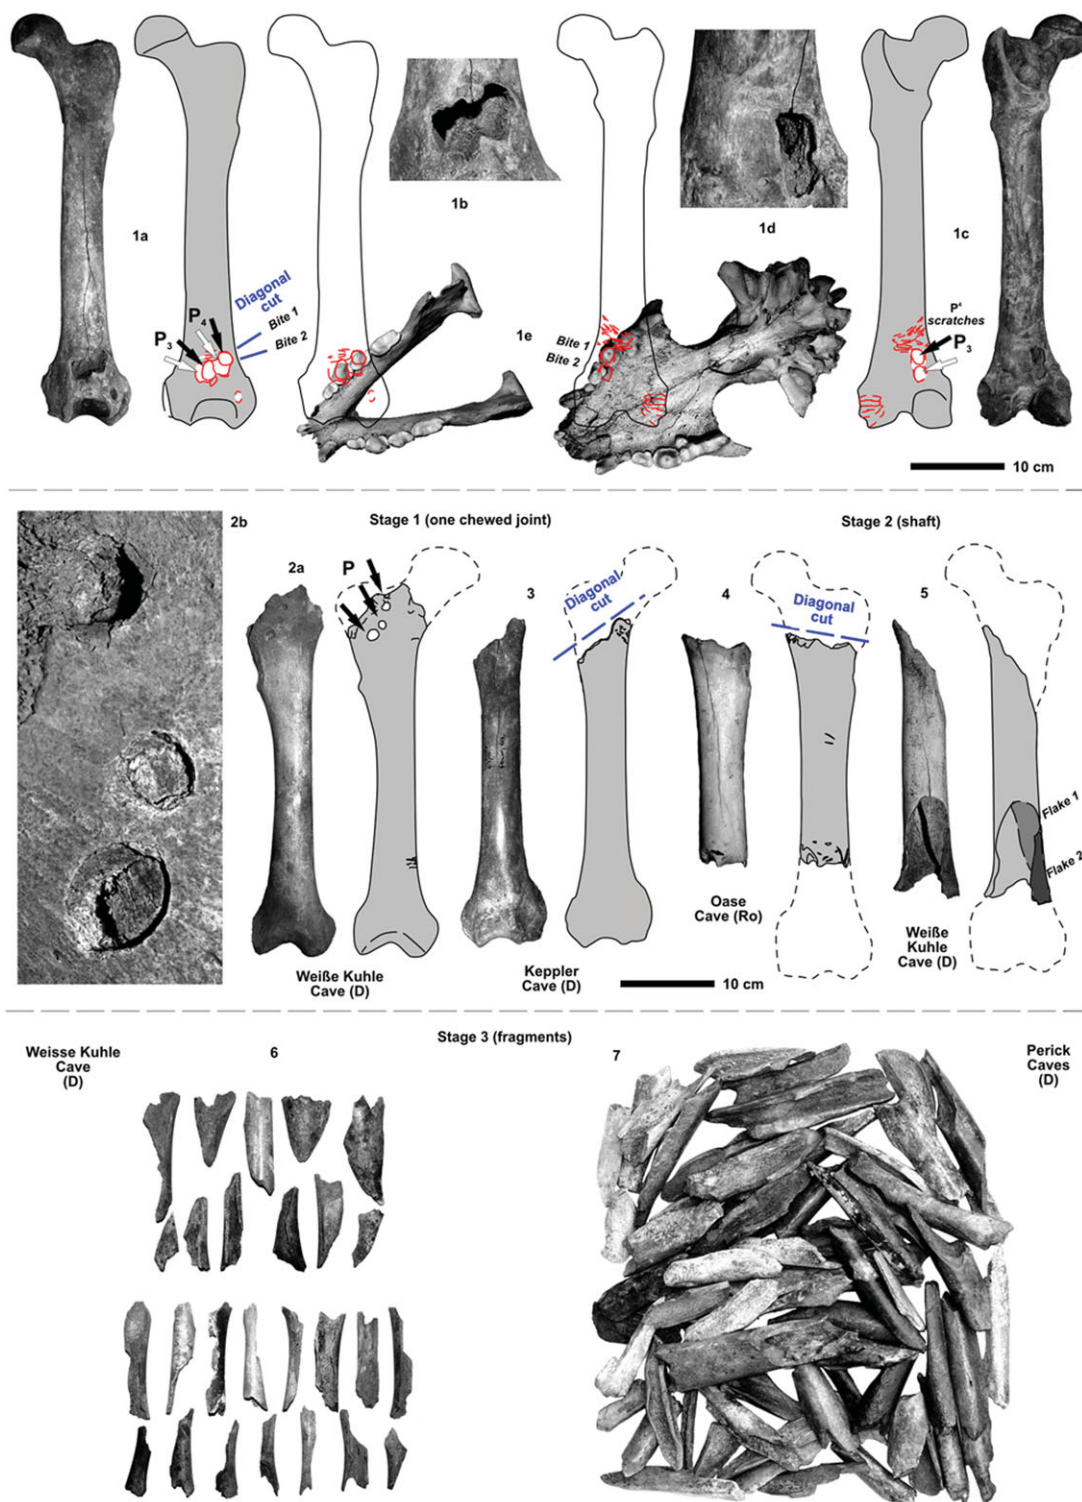 1a
P₃
P₄
Diagonal
cut
Bite 1
Bite 2
1b
1e
Bite 1
Bite 2
1d
1c
P⁴
scratches
P₃
10 cm
2b
Stage 1 (one chewed joint)
Stage 2 (shaft)
2a
P
3
Diagonal
cut
4
Diagonal
cut
5
Flake 1
Flake 2
Weiße Kuhle
Cave (D)
Keppler
Cave (D)
Oase
Cave (Ro)
Weiße
Kuhle
Cave (D)
10 cm
Stage 3 (fragments)
Weisse Kuhle
Cave
(D)
6
7
Perick
Caves
(D)